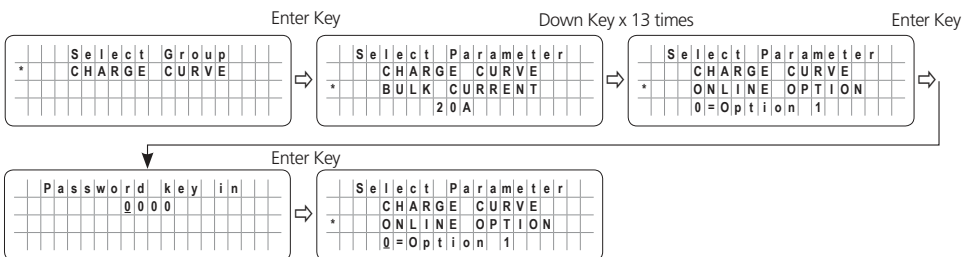 Enter Key
Down Key x 13 times
Enter Key
Select Group
* CHARGE CURVE
Select Parameter
CHARGE CURVE
* BULK CURRENT
20A
Select Parameter
CHARGE CURVE
* ONLINE OPTION
0=Option 1
Enter Key
Password key in
0000
Select Parameter
CHARGE CURVE
* ONLINE OPTION
0=Option 1